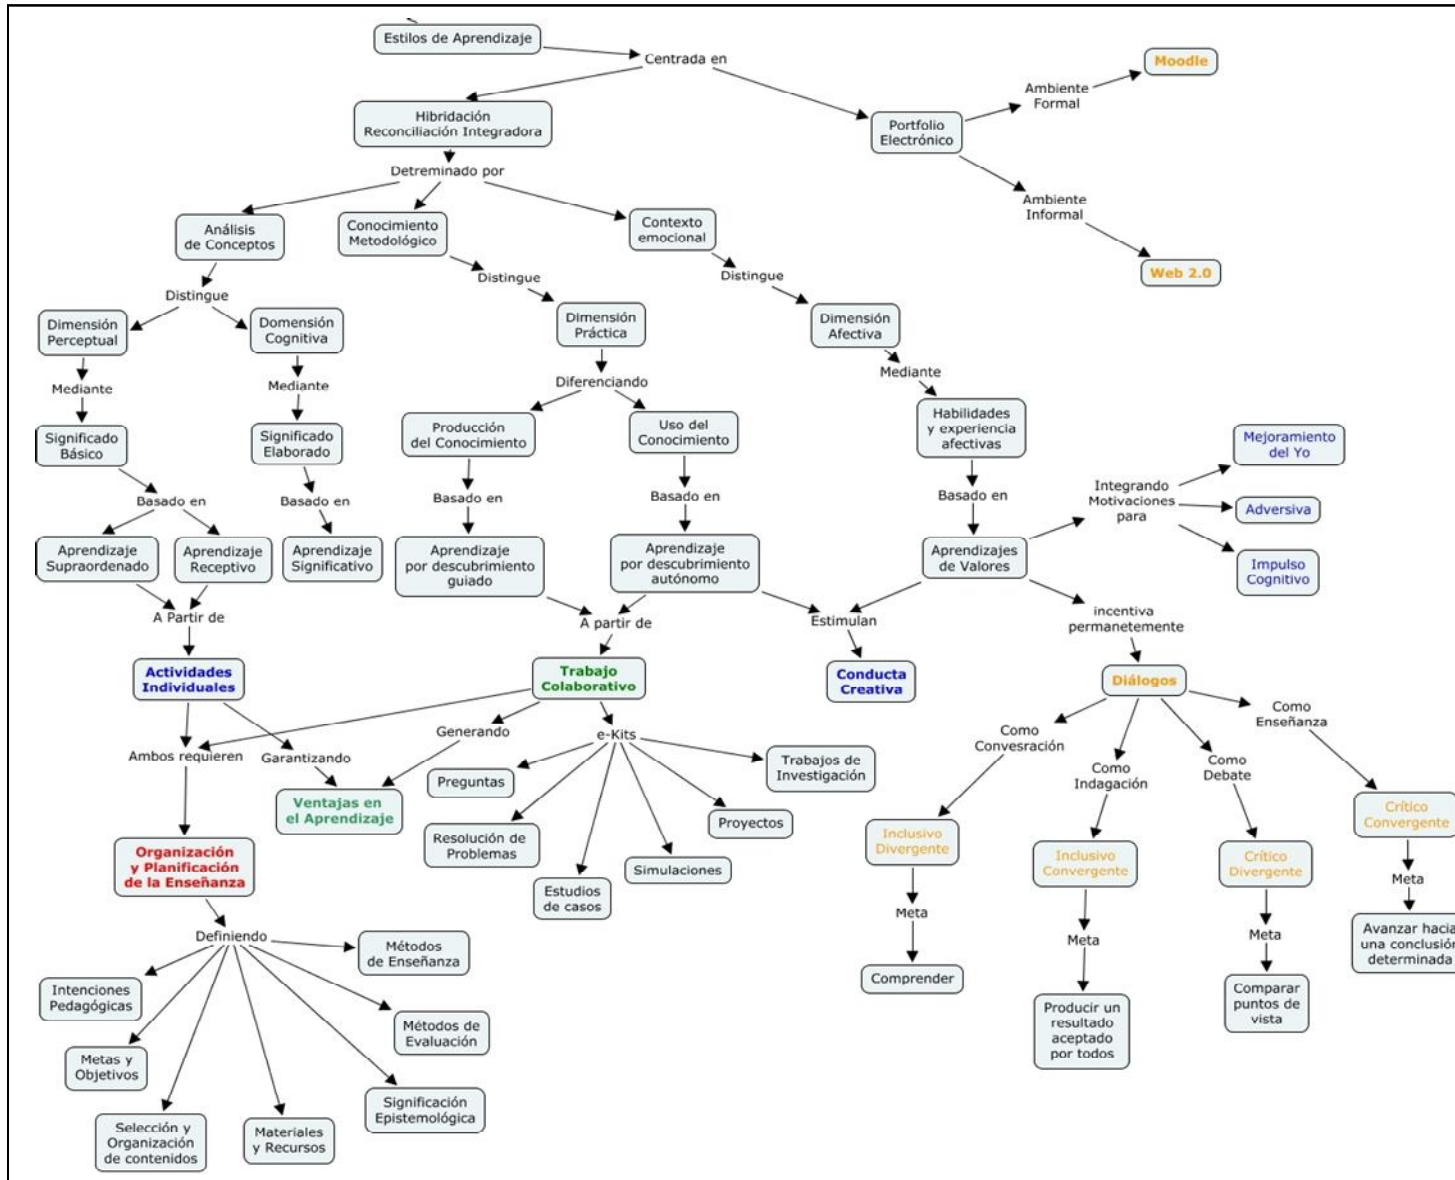 Estilos de Aprendizaje
Centrada en
Moodle
Ambiente
Formal
Hibridación
Reconciliación Integradora
Portfolio
Electrónico
Detreminado por
Ambiente
Informal
Web 2.0
Análisis
de Conceptos
Conocimiento
Metodológico
Contexto
emocional
Distingue
Distingue
Distingue
Dimensión
Perceptual
Domensión
Cognitiva
Dimensión
Práctica
Dimensión
Afectiva
Mediante
Mediante
Diferenciando
Mediante
Significado
Básico
Significado
Elaborado
Producción
del Conocimiento
Uso del
Conocimiento
Habilidades
y experiencia
afectivas
Mejoramiento
del Yo
Basado en
Basado en
Basado en
Basado en
Basado en
Integrando
Motivaciones
para
Adversiva
Impulso
Cognitivo
Aprendizaje
Supraordenado
Aprendizaje
Receptivo
Aprendizaje
Significativo
Aprendizaje
por descubrimiento
guiado
Aprendizaje
por descubrimiento
autónomo
Aprendizajes
de Valores
A Partir de
A partir de
Estimulan
incentiva
permanetemente
Actividades
Individuales
Trabajo
Colaborativo
Conducta
Creativa
Diálogos
Ambos requieren
Garantizando
Generando
e-Kits
Como
Convesración
Como
Indagación
Como
Debate
Como
Enseñanza
Ventajas en
el Aprendizaje
Preguntas
Resolución de
Problemas
Estudios
de casos
Simulaciones
Proyectos
Trabajos de
Investigación
Inclusivo
Divergente
Inclusivo
Convergente
Crítico
Divergente
Crítico
Convergente
Meta
Meta
Meta
Meta
Comprender
Producir un
resultado
aceptado
por todos
Comparar
puntos de
vista
Avanzar hacia
una conclusión
determinada
Organización
y Planificación
de la Enseñanza
Definiendo
Intenciones
Pedagógicas
Metas y
Objetivos
Selección y
Organización
de contenidos
Materiales
y Recursos
Significación
Epistemológica
Métodos de
Evaluación
Métodos
de Enseñanza